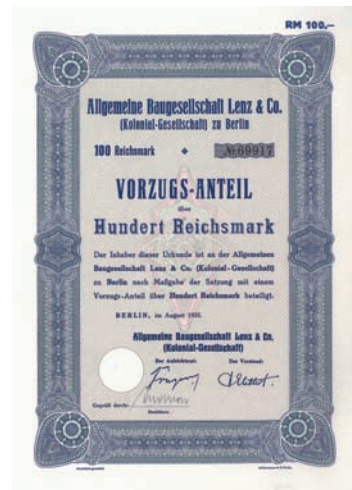 RM 100,—
Allgemeine Baugesellschaft Lenz & Co.
(Kolonial-Gesellschaft) zu Berlin
100 Reichsmark
№ 69917
VORZUGS-ANTEIL
über
Hundert Reichsmark
Der Inhaber dieser Urkunde ist an der Allgemeinen
Baugesellschaft Lenz & Co. (Kolonial-Gesellschaft)
zu Berlin nach Maßgabe der Satzung mit einem
Vorzugs-Anteil über Hundert Reichsmark beteiligt.
BERLIN, im August
Allgemeine Baugesellschaft Lenz & Co.
(Kolonial-Gesellschaft)
Der Aufsichtsrat: Der Vorstand:
Geprüft durch: